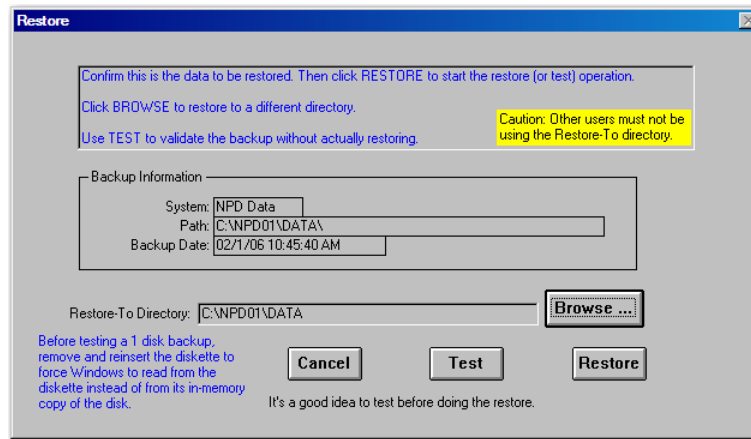 Restore
Confirm this is the data to be restored. Then click RESTORE to start the restore (or test) operation.
Click BROWSE to restore to a different directory.
Use TEST to validate the backup without actually restoring.
Caution: Other users must not be
using the Restore-To directory.
Backup Information
System: NPD Data
Path: C:\NPD01\DATA\
Backup Date: 02/1/06 10:45:40 AM
Restore-To Directory: C:\NPD01\DATA
Browse ...
Before testing a 1 disk backup,
remove and reinsert the diskette to
force Windows to read from the
diskette instead of from its in-memory
copy of the disk.
Cancel
Test
Restore
It's a good idea to test before doing the restore.